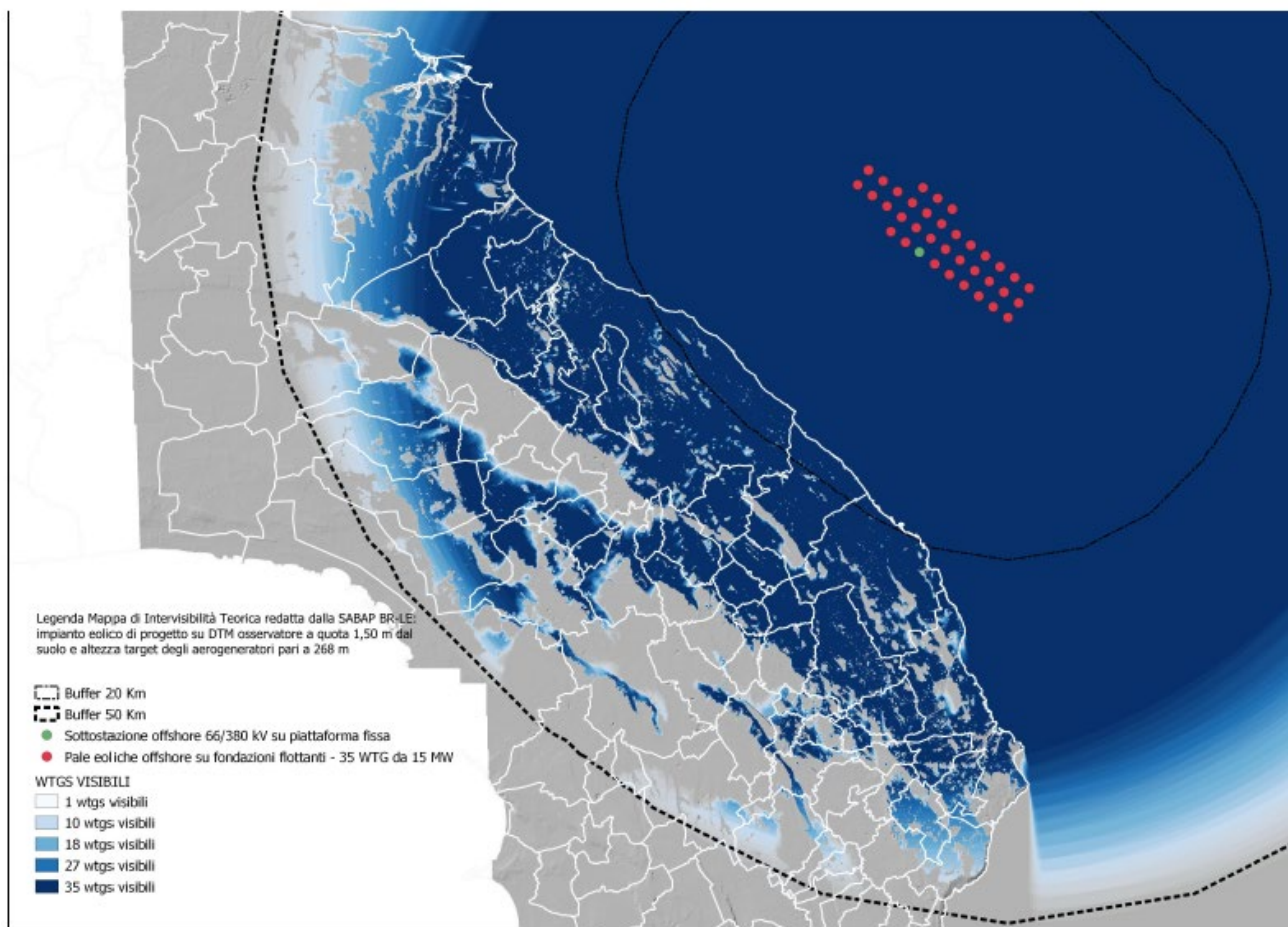 Legenda Mappa di Intervisibilità Teorica redatta dalla SABAP BR-LE:
impianto eolico di progetto su DTM osservatore a quota 1,50 m dal
suolo e altezza target degli aerogeneratori pari a 268 m
Buffer 20 Km
Buffer 50 Km
Sottostazione offshore 66/380 kV su piattaforma fissa
Pale eoliche offshore su fondazioni flottanti - 35 WTG da 15 MW
WTGS VISIBILI
1 wtgs visibili
10 wtgs visibili
18 wtgs visibili
27 wtgs visibili
35 wtgs visibili